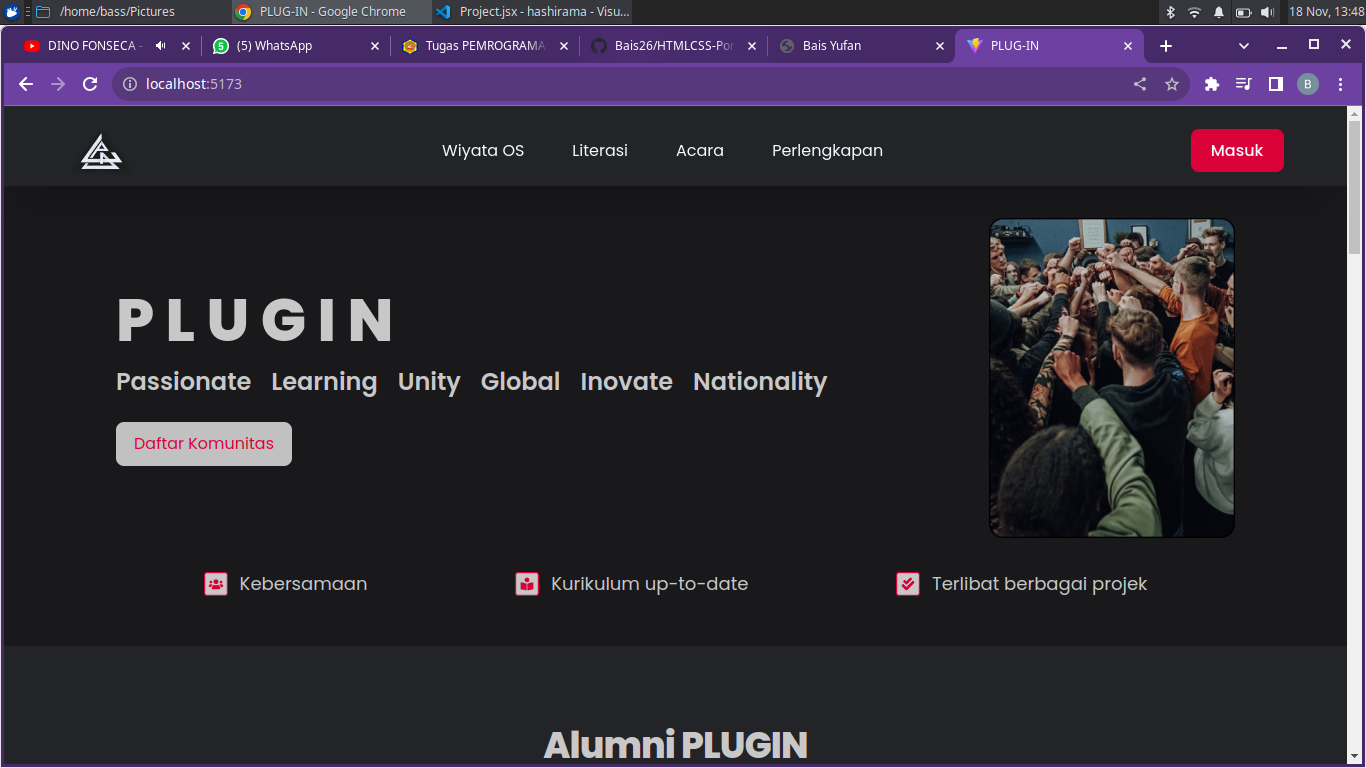 /home/bass/Pictures
PLUG-IN - Google Chrome
Project.jsx - hashirama - Visu...
18 Nov, 13:48
DINO FONSECA -
(5) WhatsApp
Tugas PEMROGRAMA
Bais26/HTMLCSS-Por
Bais Yufan
PLUG-IN
localhost:5173
B
Wiyata OS
Literasi
Acara
Perlengkapan
Masuk
PLUGIN
Passionate Learning Unity Global Inovate Nationality
Daftar Komunitas
Kebersamaan
Kurikulum up-to-date
Terlibat berbagai projek
Alumni PLUGIN